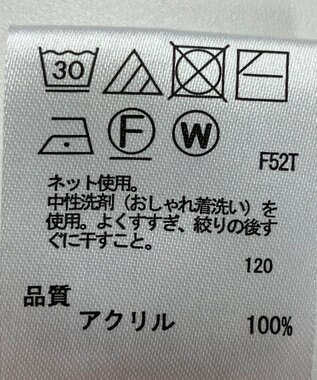 30
F W
F52T
ネット使用。
中性洗剤（おしゃれ着洗い）を
使用。よくすすぎ、絞りの後す
ぐに干すこと。
120
品質
アクリル 100%